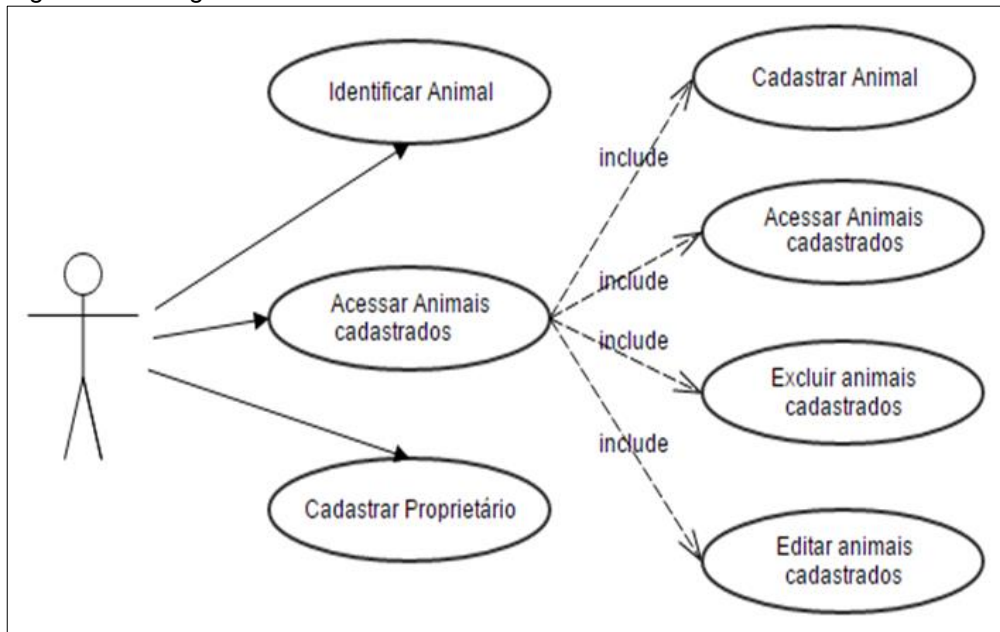 Identificar Animal
Acessar Animais
cadastrados
Cadastrar Proprietário
include
include
include
include
Cadastrar Animal
Acessar Animais
cadastrados
Excluir animais
cadastrados
Editar animais
cadastrados